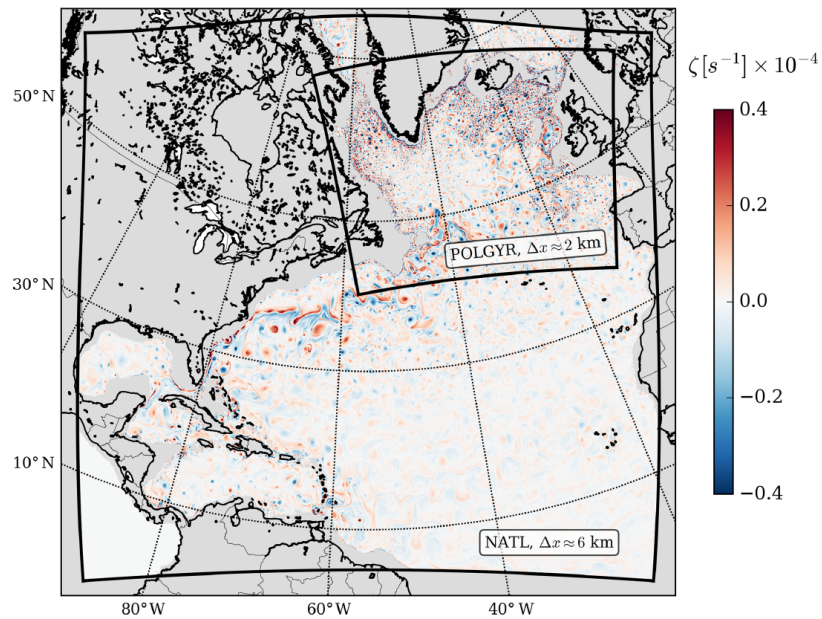 ζ [s⁻¹] × 10⁻⁴
50°N
30°N
10°N
80°W
60°W
40°W
POLGYR, Δx≈2 km
NATL, Δx≈6 km
0.4
0.2
0.0
−0.2
−0.4